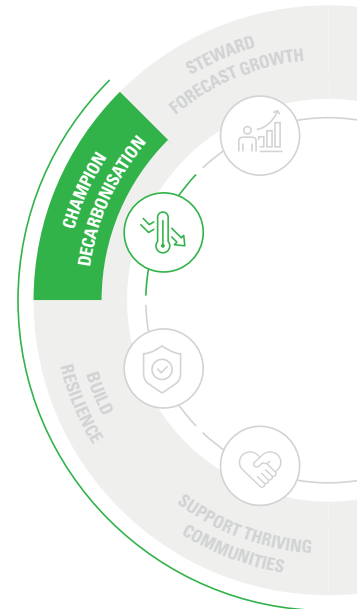 STEWARD
FORECAST GROWTH
CHAMPION
DECARBONISATION
BUILD
RESILIENCE
SUPPORT THRIVING
COMMUNITIES